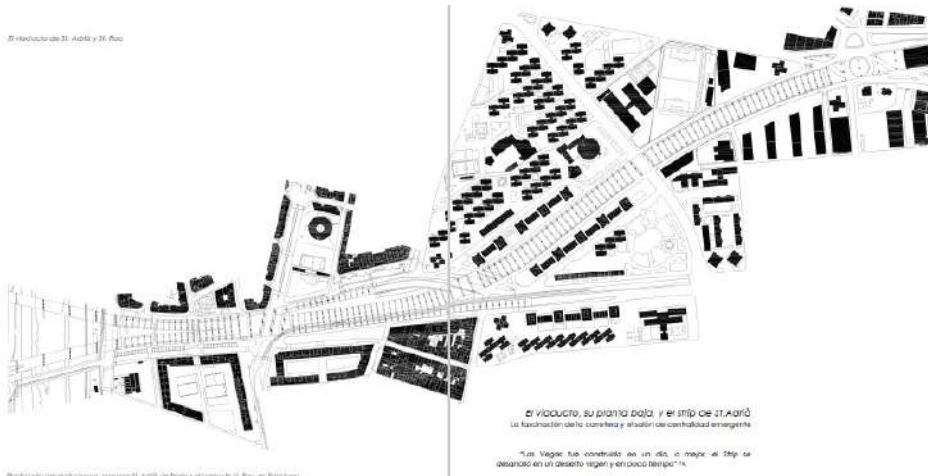 El viaducto de St. Adrià y St. Roc
El viaducto, su planta baja, y el strip de St.Adrià
La fascinación de la carretera y el salón de centralidad emergente
"Las Vegas fue construida en un día, o mejor, el Strip se
desarrolló en un desierto virgen y en poco tiempo"